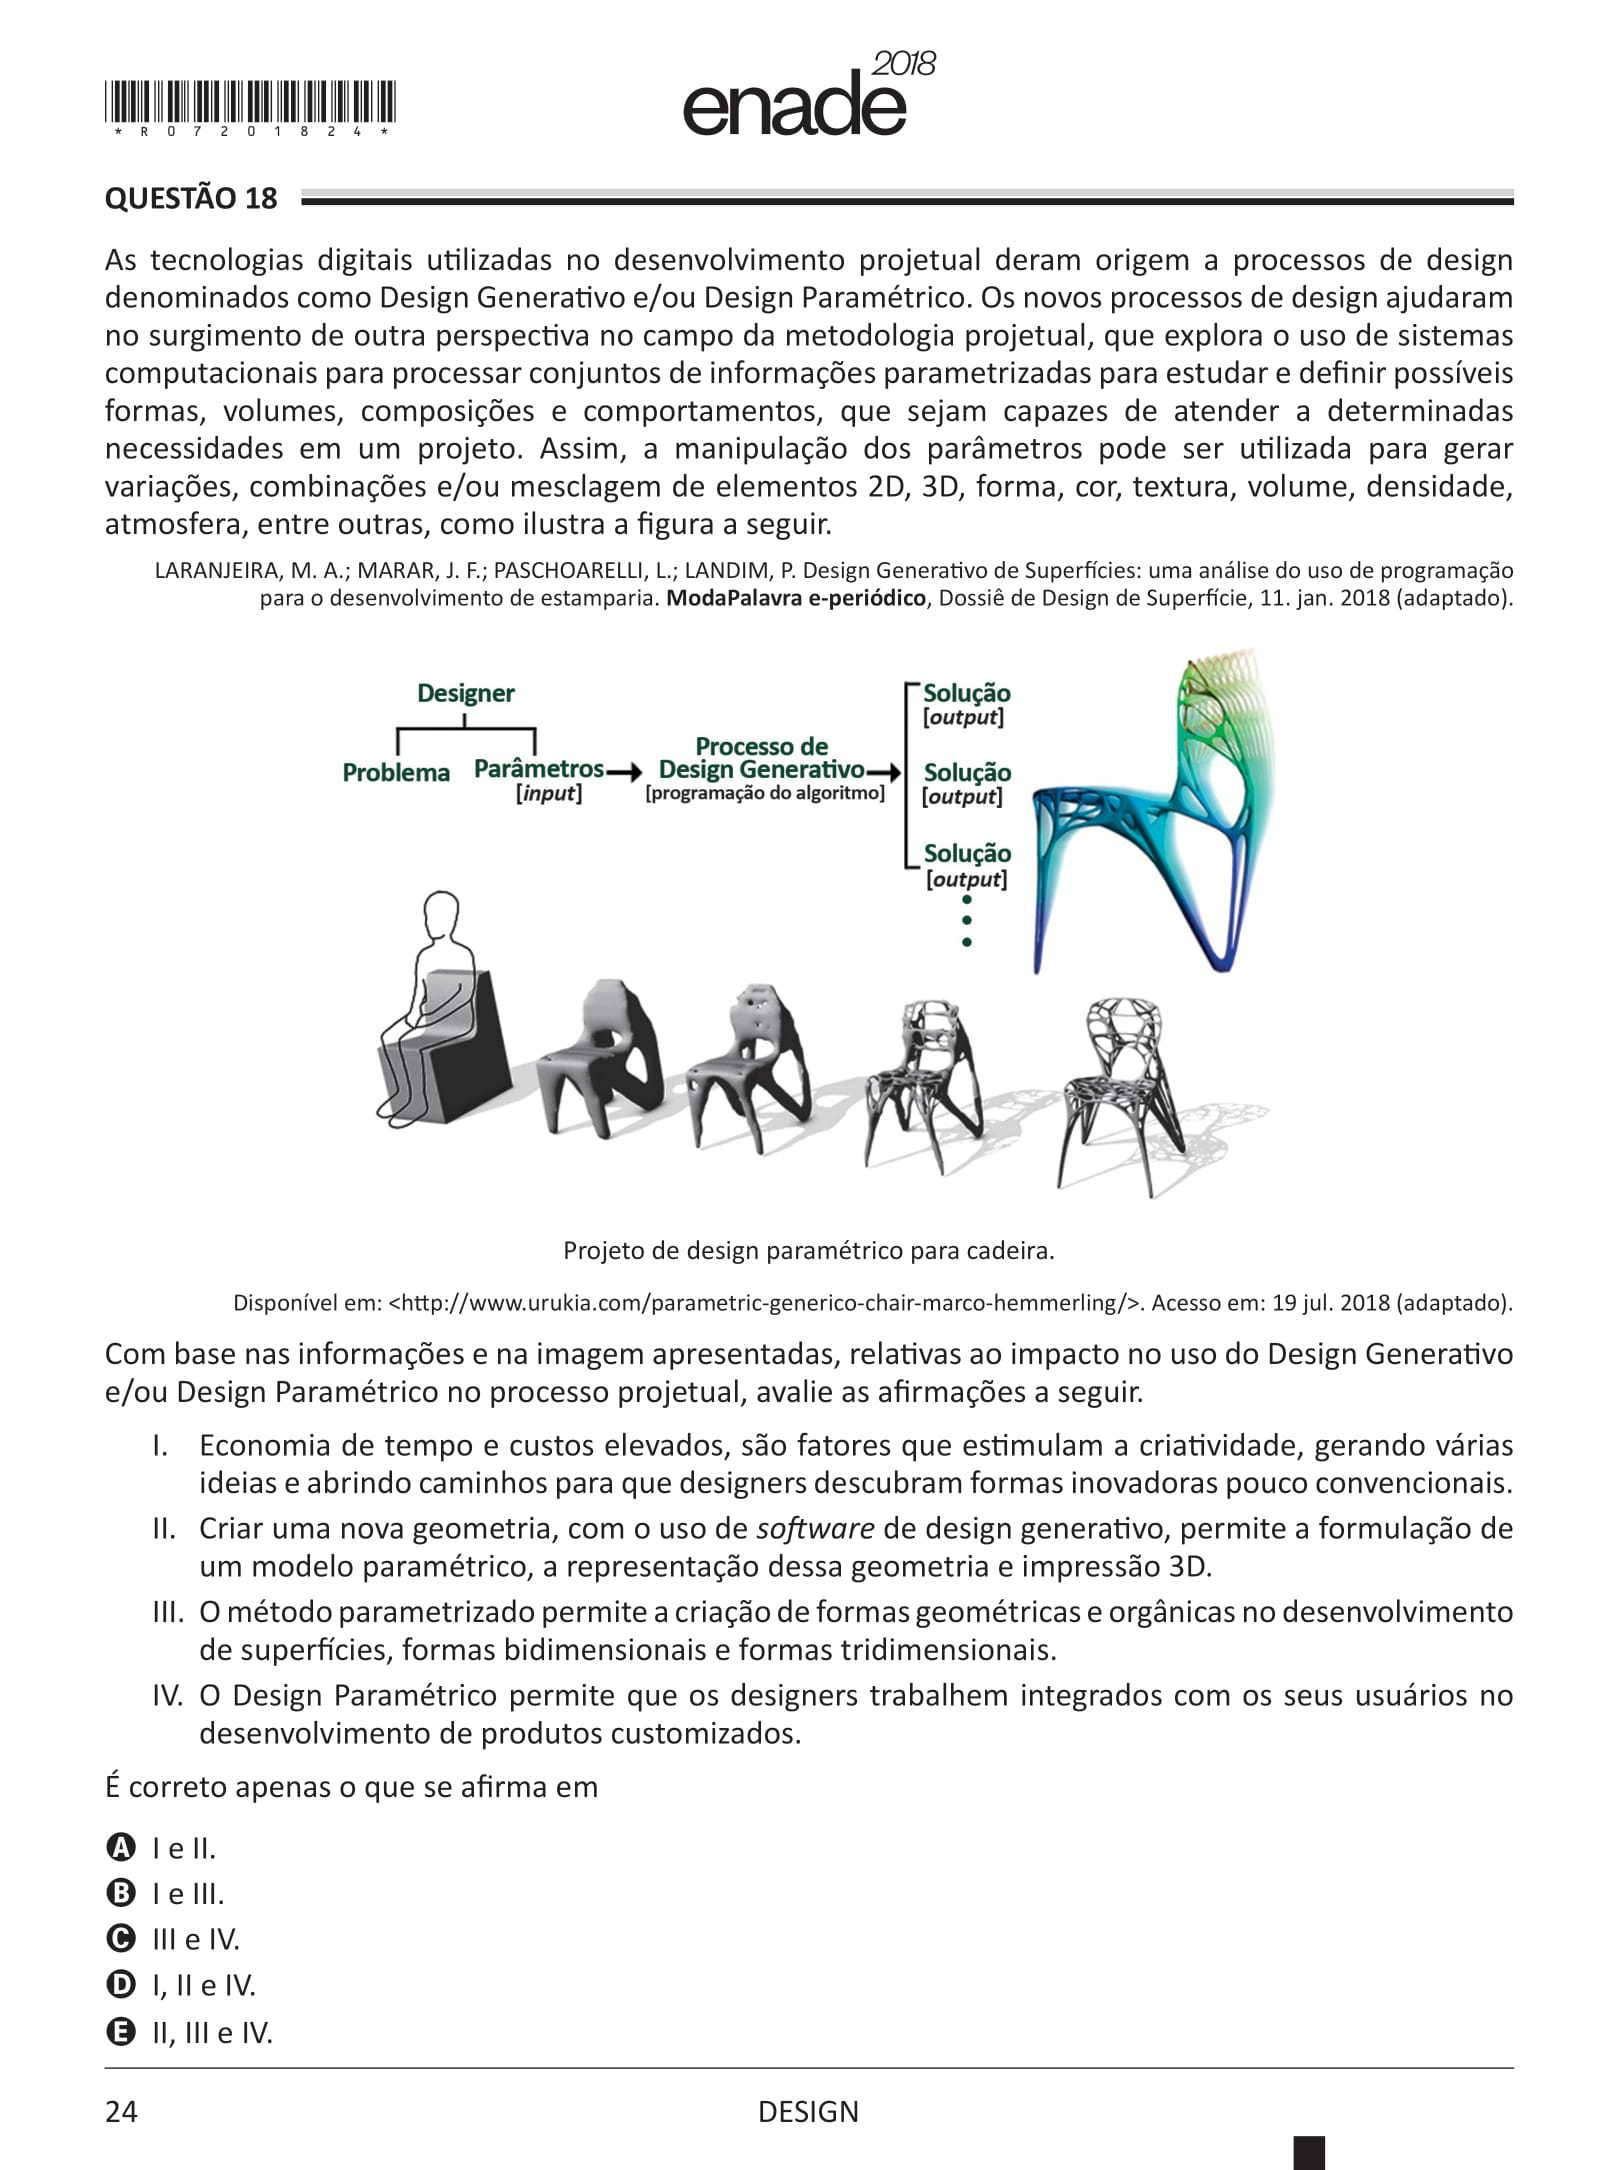 * R 0 7 2 0 1 8 2 4 *
enade 2018
QUESTÃO 18
As tecnologias digitais utilizadas no desenvolvimento projetual deram origem a processos de design
denominados como Design Generativo e/ou Design Paramétrico. Os novos processos de design ajudaram
no surgimento de outra perspectiva no campo da metodologia projetual, que explora o uso de sistemas
computacionais para processar conjuntos de informações parametrizadas para estudar e definir possíveis
formas, volumes, composições e comportamentos, que sejam capazes de atender a determinadas
necessidades em um projeto. Assim, a manipulação dos parâmetros pode ser utilizada para gerar
variações, combinações e/ou mesclagem de elementos 2D, 3D, forma, cor, textura, volume, densidade,
atmosfera, entre outras, como ilustra a figura a seguir.
LARANJEIRA, M. A.; MARAR, J. F.; PASCHOARELLI, L.; LANDIM, P. Design Generativo de Superfícies: uma análise do uso de programação
para o desenvolvimento de estamparia. ModaPalavra e-periódico, Dossiê de Design de Superfície, 11. jan. 2018 (adaptado).
Designer
Problema
Parâmetros
[input]
Processo de
Design Generativo
[programação do algoritmo]
Solução
[output]
Solução
[output]
Solução
[output]
Projeto de design paramétrico para cadeira.
Disponível em: <http://www.urukia.com/parametric-generico-chair-marco-hemmerling/>. Acesso em: 19 jul. 2018 (adaptado).
Com base nas informações e na imagem apresentadas, relativas ao impacto no uso do Design Generativo
e/ou Design Paramétrico no processo projetual, avalie as afirmações a seguir.
I. Economia de tempo e custos elevados, são fatores que estimulam a criatividade, gerando várias
ideias e abrindo caminhos para que designers descubram formas inovadoras pouco convencionais.
II. Criar uma nova geometria, com o uso de software de design generativo, permite a formulação de
um modelo paramétrico, a representação dessa geometria e impressão 3D.
III. O método parametrizado permite a criação de formas geométricas e orgânicas no desenvolvimento
de superfícies, formas bidimensionais e formas tridimensionais.
IV. O Design Paramétrico permite que os designers trabalhem integrados com os seus usuários no
desenvolvimento de produtos customizados.
É correto apenas o que se afirma em
A I e II.
B I e III.
C III e IV.
D I, II e IV.
E II, III e IV.
24
DESIGN